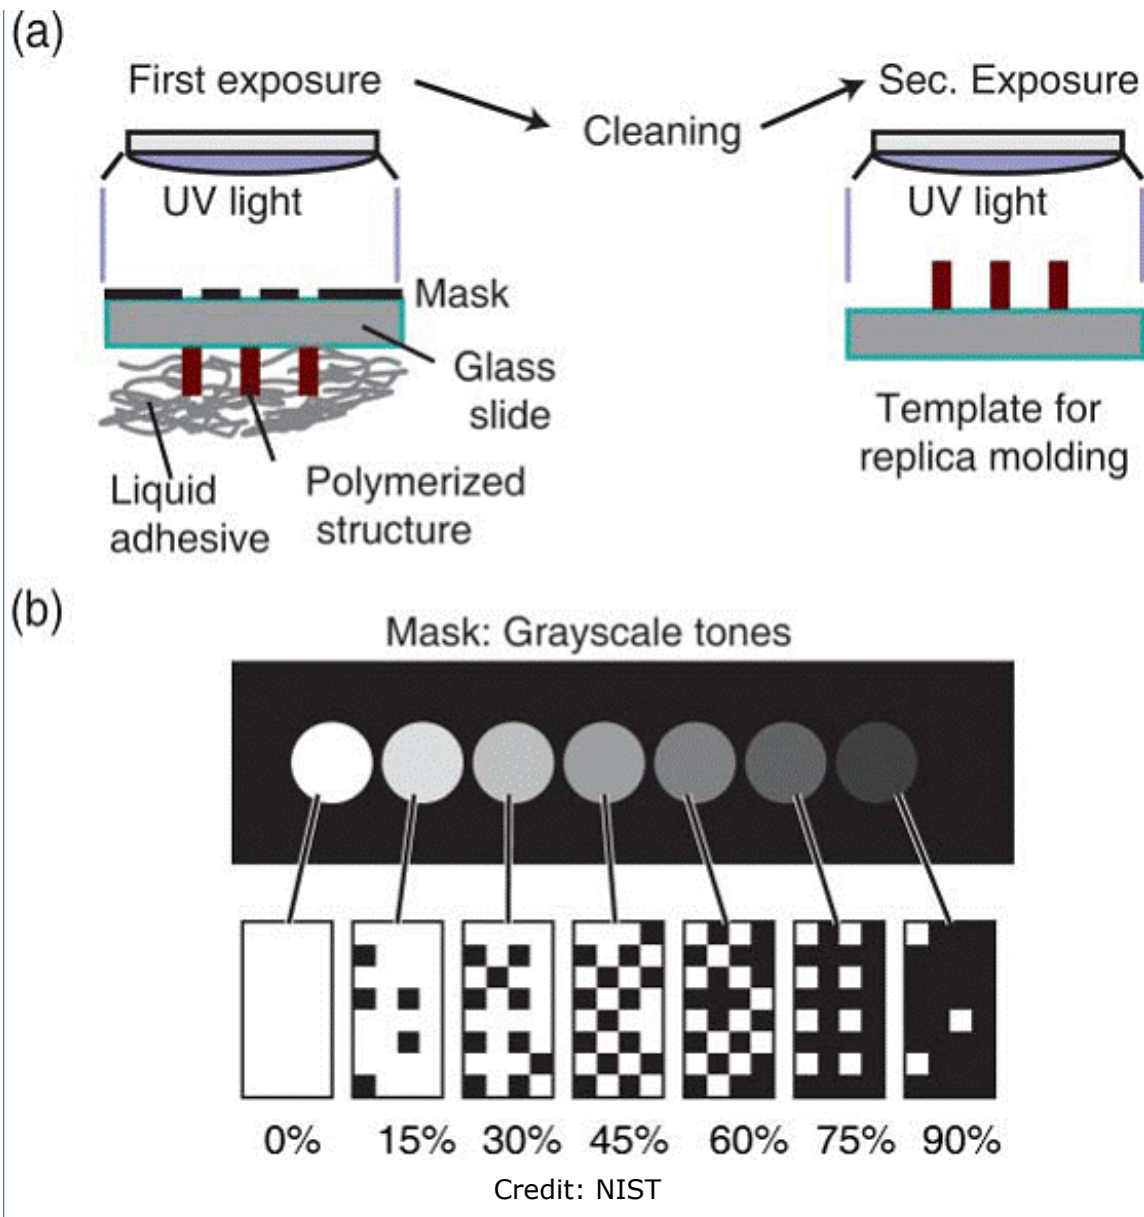 (a)
First exposure
Cleaning
Sec. Exposure
UV light
UV light
Mask
Glass
slide
Liquid
adhesive
Polymerized
structure
Template for
replica molding
(b)
Mask: Grayscale tones
0% 15% 30% 45% 60% 75% 90%
Credit: NIST